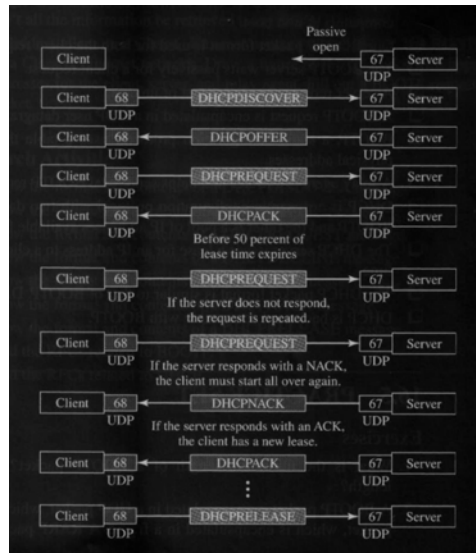 Passive
open
Client 67 Server
UDP
Client 68 DHCPDISCOVER 67 Server
UDP UDP
Client 68 DHCPOFFER 67 Server
UDP UDP
Client 68 DHCPREQUEST 67 Server
UDP UDP
Client 68 DHCPACK 67 Server
UDP UDP
Before 50 percent of
lease time expires
Client 68 DHCPREQUEST 67 Server
UDP UDP
If the server does not respond,
the request is repeated.
Client 68 DHCPREQUEST 67 Server
UDP UDP
If the server responds with a NACK,
the client must start all over again.
Client 68 DHCPNACK 67 Server
UDP UDP
If the server responds with an ACK,
the client has a new lease.
Client 68 DHCPACK 67 Server
UDP UDP
Client 68 DHCPRELEASE 67 Server
UDP UDP